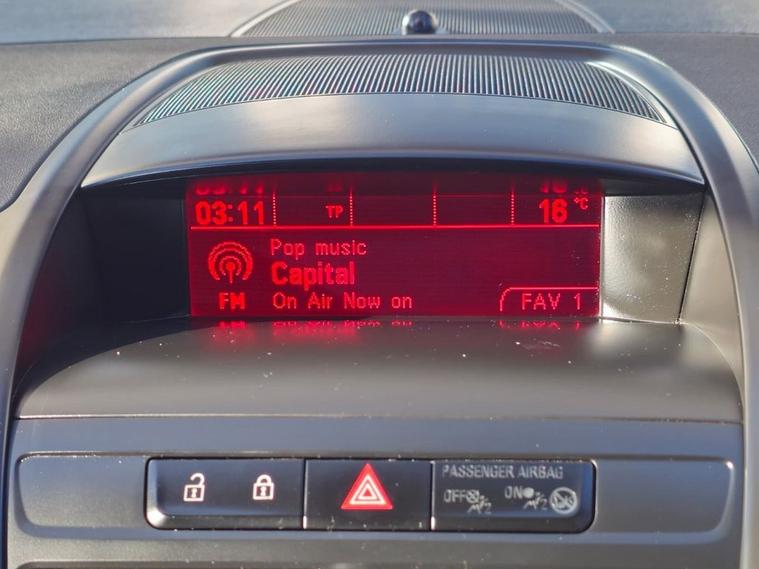 03:11 TP 16 °C
Pop music
Capital
FM On Air Now on FAV 1
PASSENGER AIRBAG
OFF ON